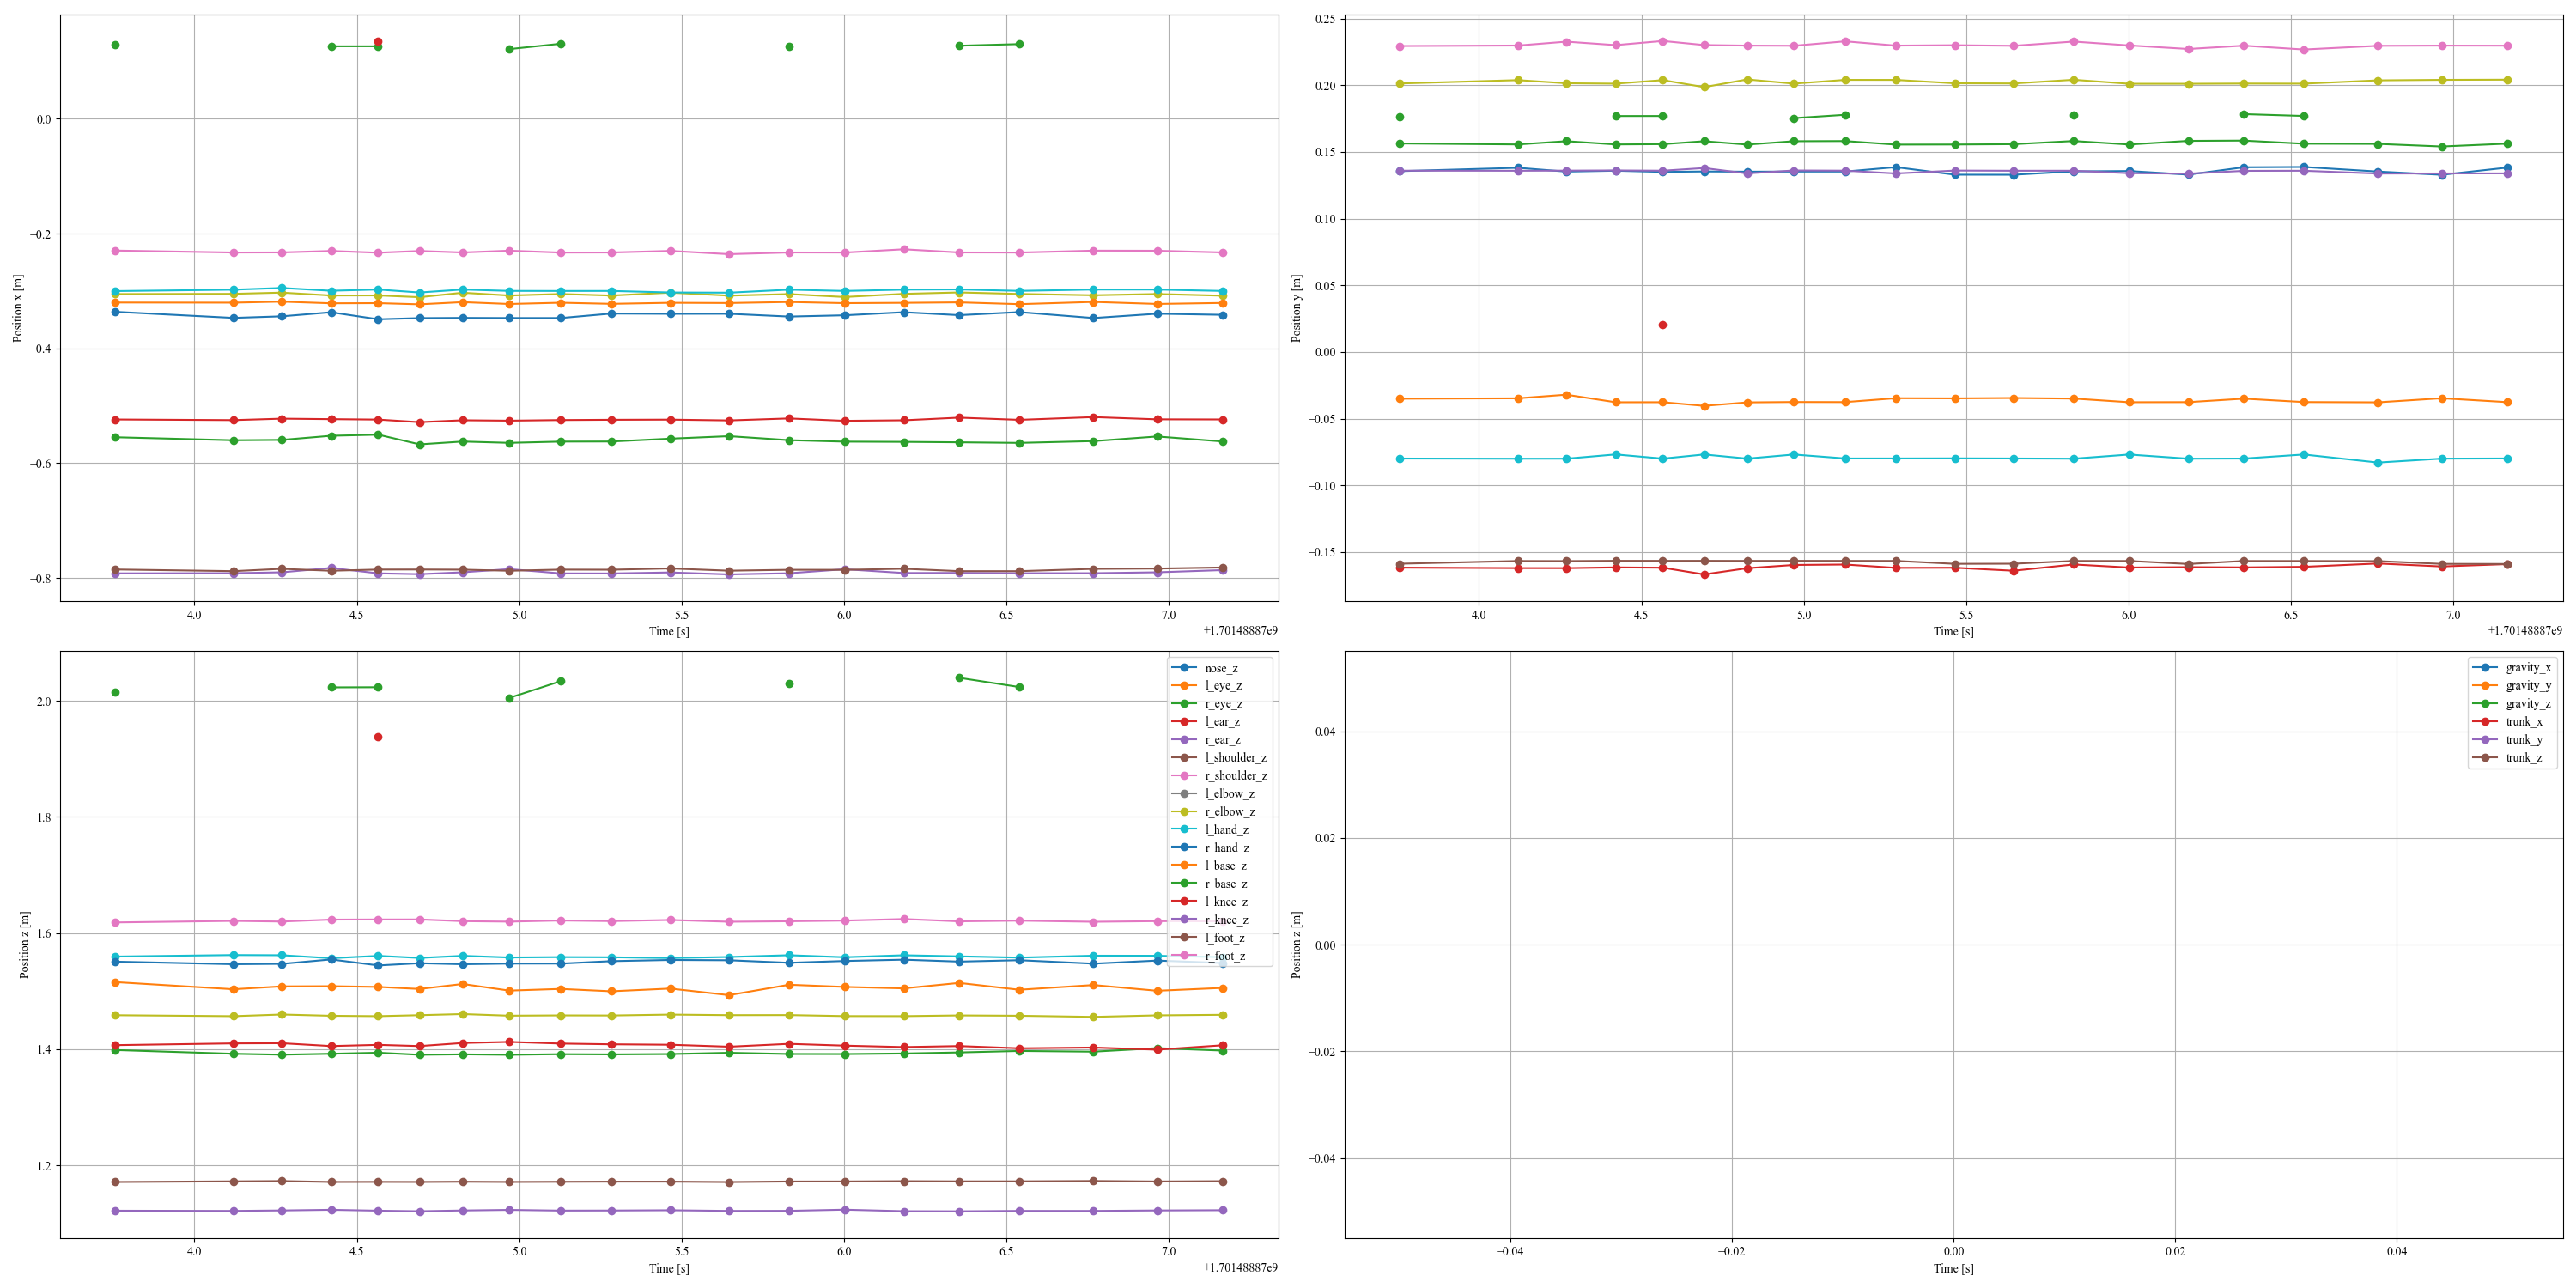 0.0
−0.2
−0.4
−0.6
−0.8
Position x [m]
4.0 4.5 5.0 5.5 6.0 6.5 7.0
Time [s]
+1.70148887e9
0.25
0.20
0.15
0.10
0.05
0.00
−0.05
−0.10
−0.15
Position y [m]
4.0 4.5 5.0 5.5 6.0 6.5 7.0
Time [s]
+1.70148887e9
2.0
1.8
1.6
1.4
1.2
Position z [m]
nose_z
l_eye_z
r_eye_z
l_ear_z
r_ear_z
l_shoulder_z
r_shoulder_z
l_elbow_z
r_elbow_z
l_hand_z
r_hand_z
l_base_z
r_base_z
l_knee_z
r_knee_z
l_foot_z
r_foot_z
4.0 4.5 5.0 5.5 6.0 6.5 7.0
Time [s]
+1.70148887e9
0.04
0.02
0.00
−0.02
−0.04
Position z [m]
gravity_x
gravity_y
gravity_z
trunk_x
trunk_y
trunk_z
−0.04 −0.02 0.00 0.02 0.04
Time [s]